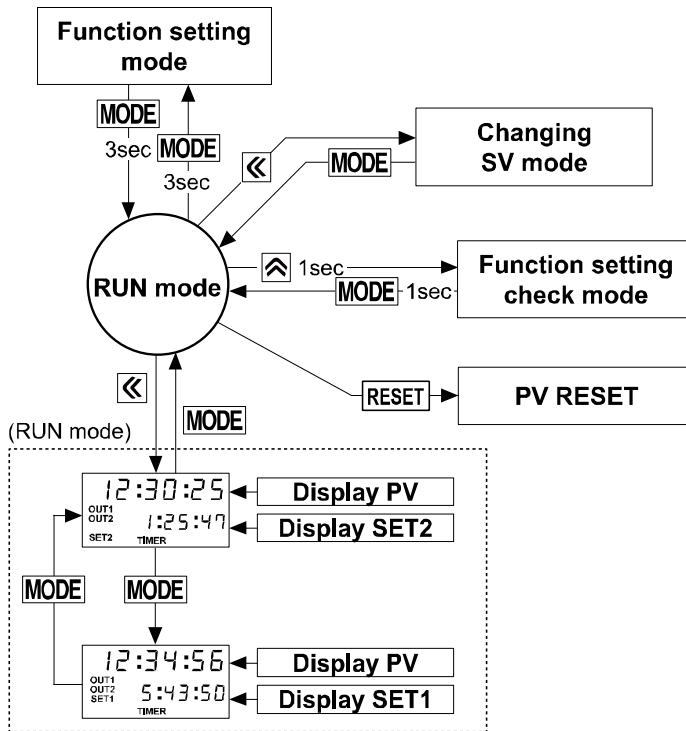 Function setting
mode
MODE
3sec
MODE
3sec
Changing
SV mode
MODE
RUN mode
1sec
MODE
1sec
Function setting
check mode
RESET
PV RESET
MODE
(RUN mode)
12:30:25
OUT1
OUT2
1:25:47
SET2
TIMER
Display PV
Display SET2
MODE
MODE
12:34:56
OUT1
OUT2
SET1
5:43:50
TIMER
Display PV
Display SET1